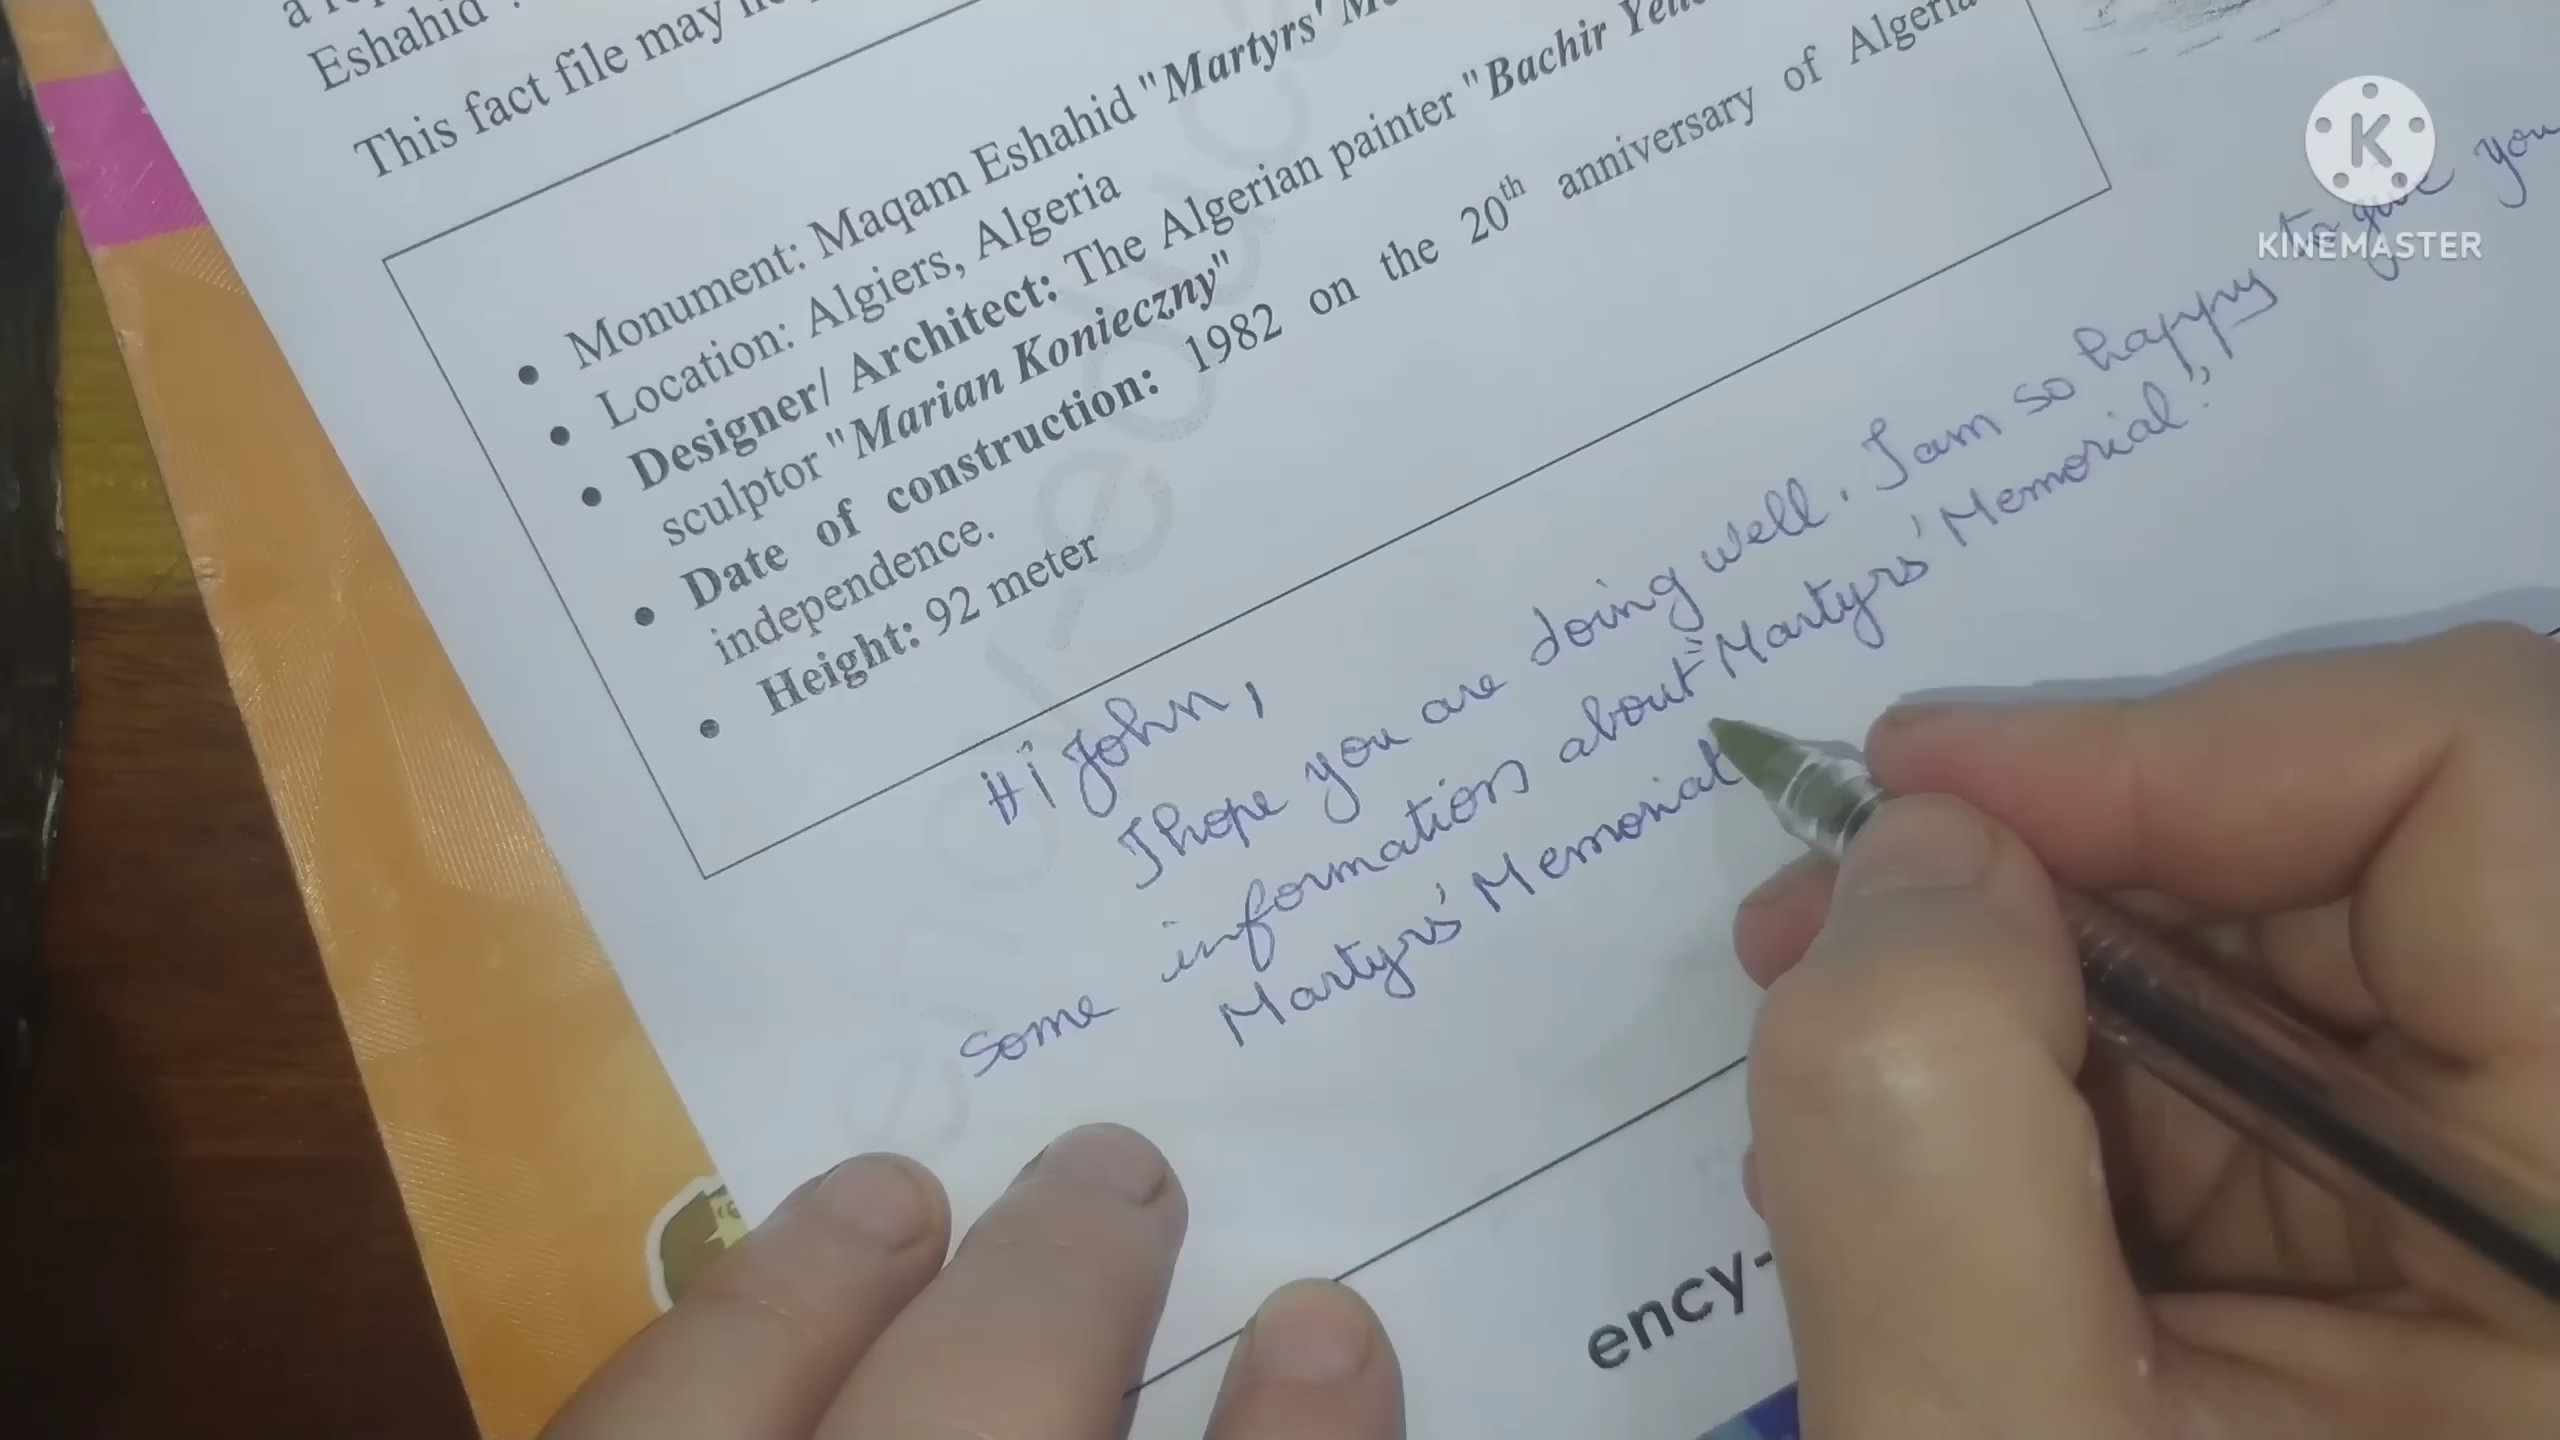 a
Eshahid".
This fact file may
Monument: Maqam Eshahid "Martyrs'
Location: Algiers, Algeria
Designer/ Architect: The Algerian painter "Bachir
sculptor "Marian Konieczny"
Date of construction: 1982 on the 20th anniversary of Algeria
independence.
Height: 92 meter
Hi John,
I hope you are doing well. I am so happy to give you
some information about "Martyrs' Memorial".
Martyrs' Memorial
ency-
K
KINEMASTER